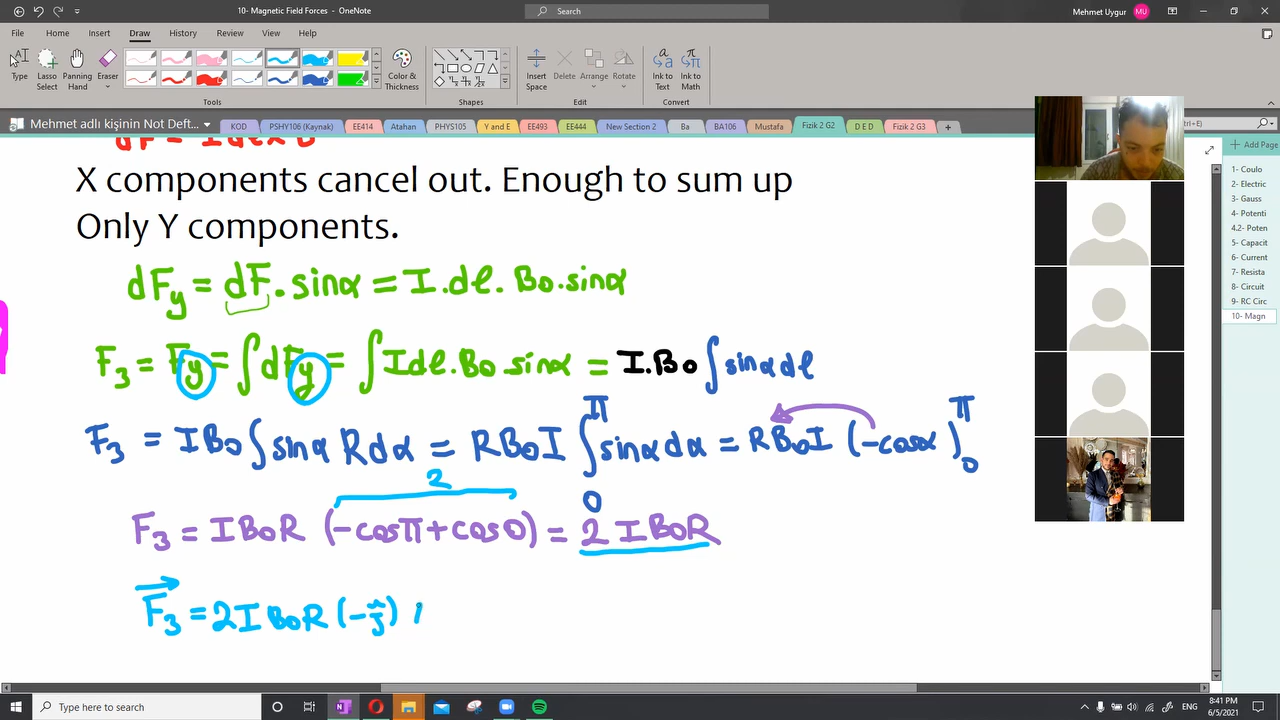 10- Magnetic Field Forces - OneNote
Search
Mehmet Uygur MU
File Home Insert Draw History Review View Help
Type
Lasso Select
Panning Hand
Eraser
Color & Thickness
Insert Space
Delete
Arrange
Rotate
Ink to Text
Ink to Math
Tools
Shapes
Edit
Convert
Mehmet adlı kişinin Not Deft...
KOD PSHY106 (Kaynak) EE414 Atahan PHYS105 Y and E EE493 EE444 New Section 2 Ba BA106 Mustafa Fizik 2 G2 D E D Fizik 2 G3 +
trl+E)
Add Page
1- Coulo
2- Electric
3- Gauss
4- Potenti
4.2- Poten
5- Capacit
6- Current
7- Resista
8- Circuit
9- RC Circ
10- Magn
X components cancel out. Enough to sum up
Only Y components.
dFy = dF. sinα = I.dl. Bo.sinα
F3 = Fy = ∫dFy = ∫Idl.Bo sinα = I.Bo ∫sinα dl
F3 = IBo∫sinα Rdα = RBoI ∫₀^π sinα dα = RBoI (-cosα)₀^π
2
F3 = IBoR (-cosπ+cos0) = 2 IBoR
F⃗3 = 2IBoR (-ĵ)
Type here to search
ENG
8:41 PM
6/5/2021